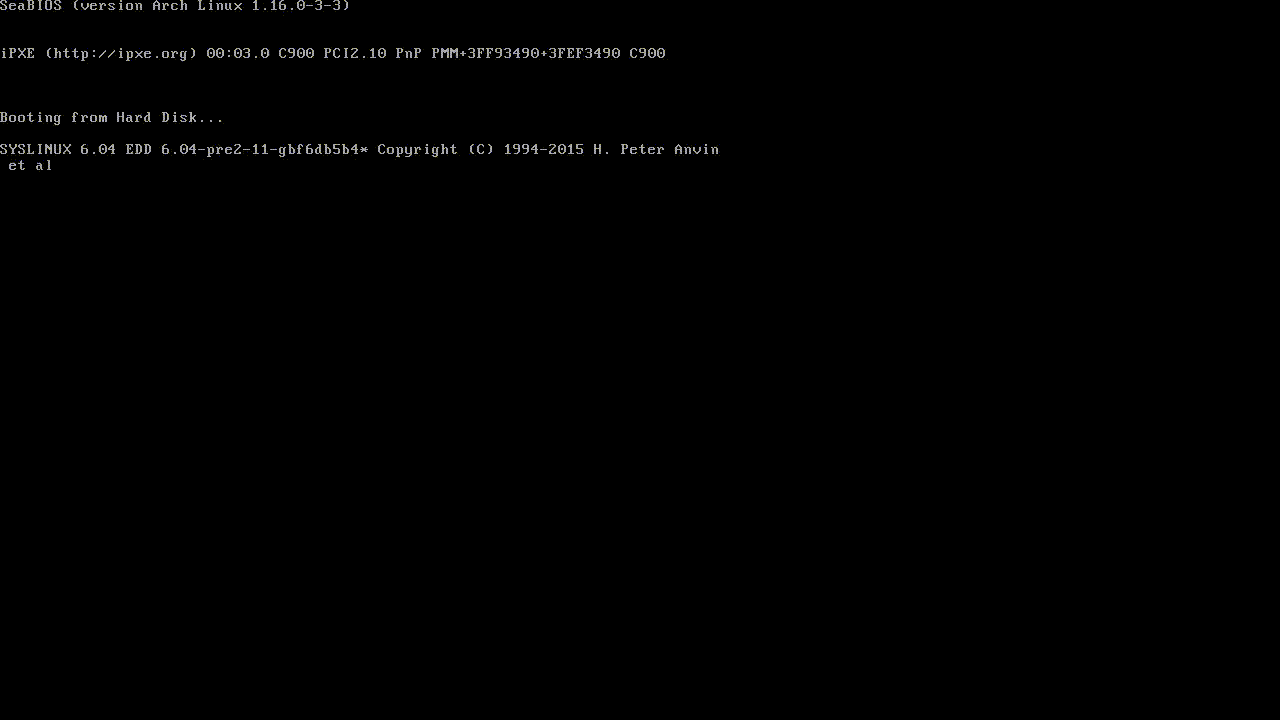 SeaBIOS (version Arch Linux 1.16.0-3-3)
iPXE (http://ipxe.org) 00:03.0 C900 PCI2.10 PnP PMM+3FF93490+3FEF3490 C900
Booting from Hard Disk...
SYSLINUX 6.04 EDD 6.04-pre2-11-gbf6db5b4* Copyright (C) 1994-2015 H. Peter Anvin
et al